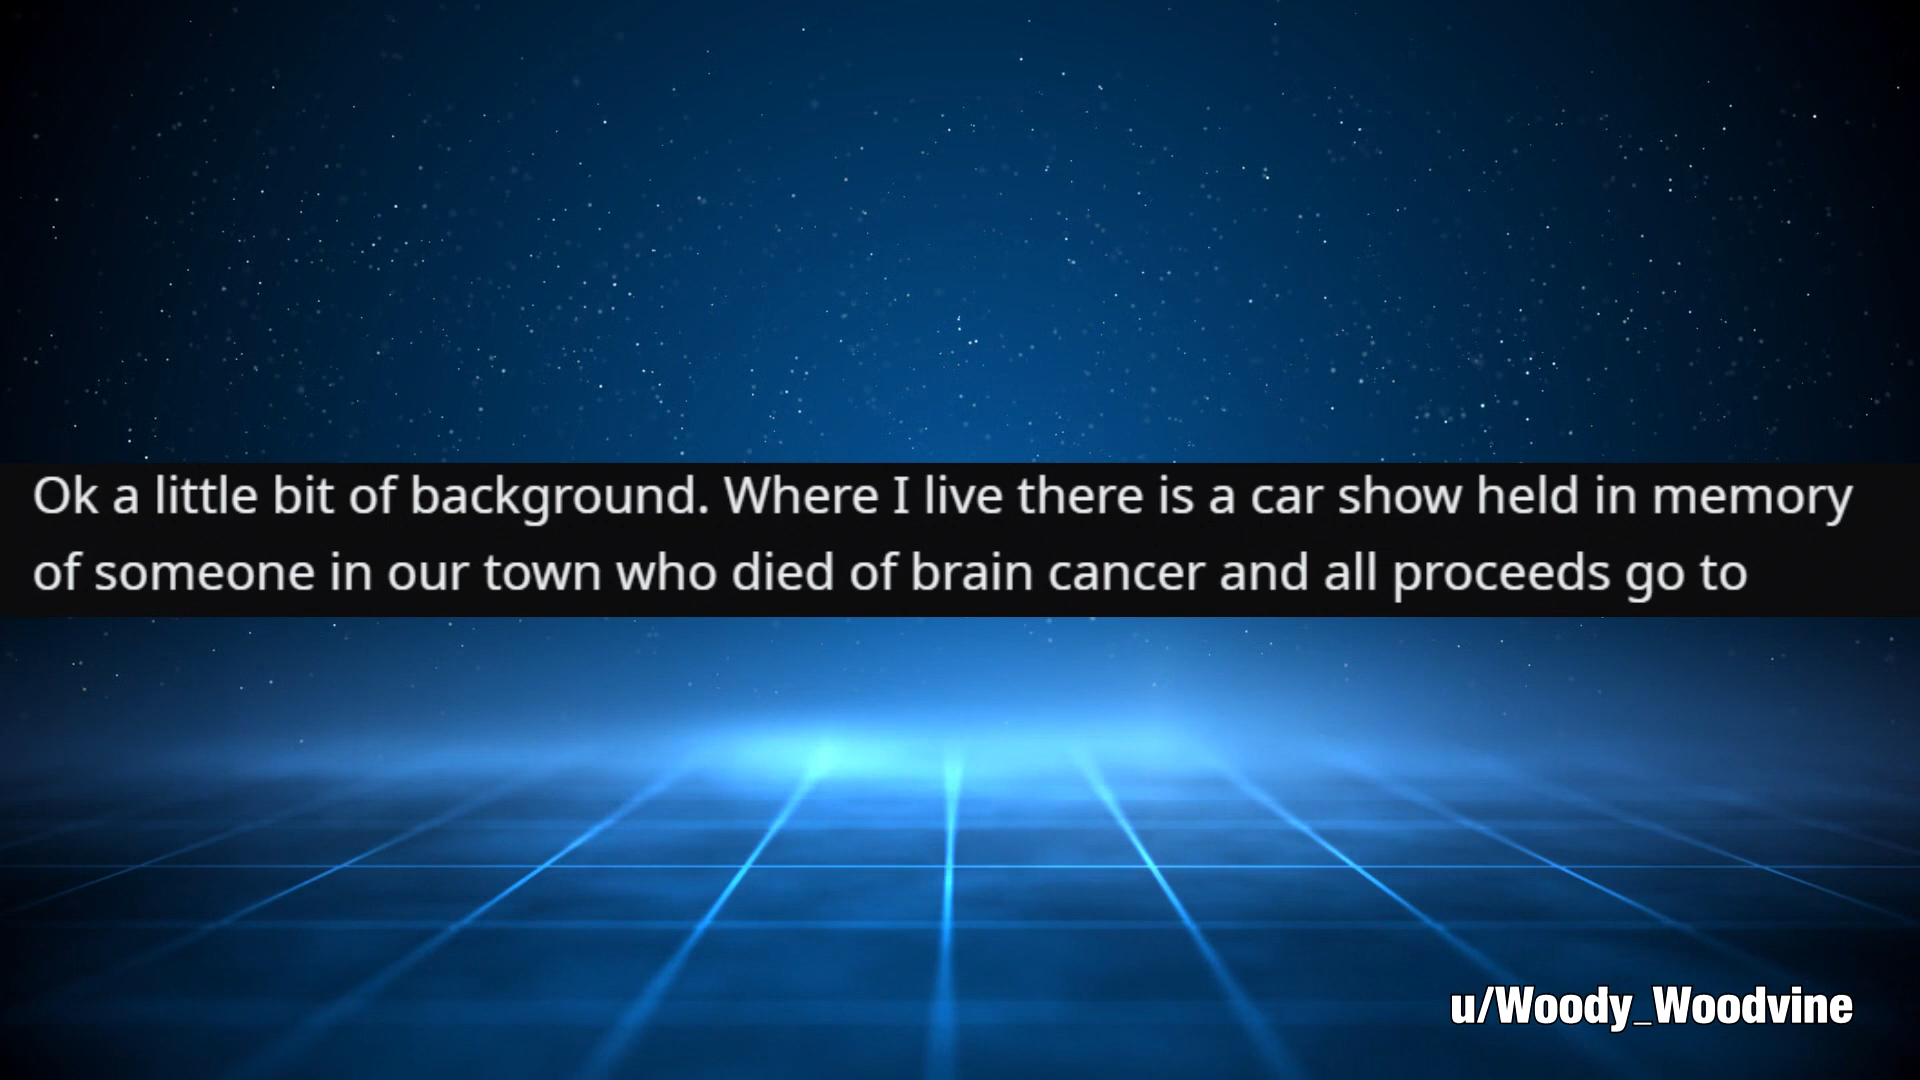 Ok a little bit of background. Where I live there is a car show held in memory
of someone in our town who died of brain cancer and all proceeds go to
u/Woody_Woodvine